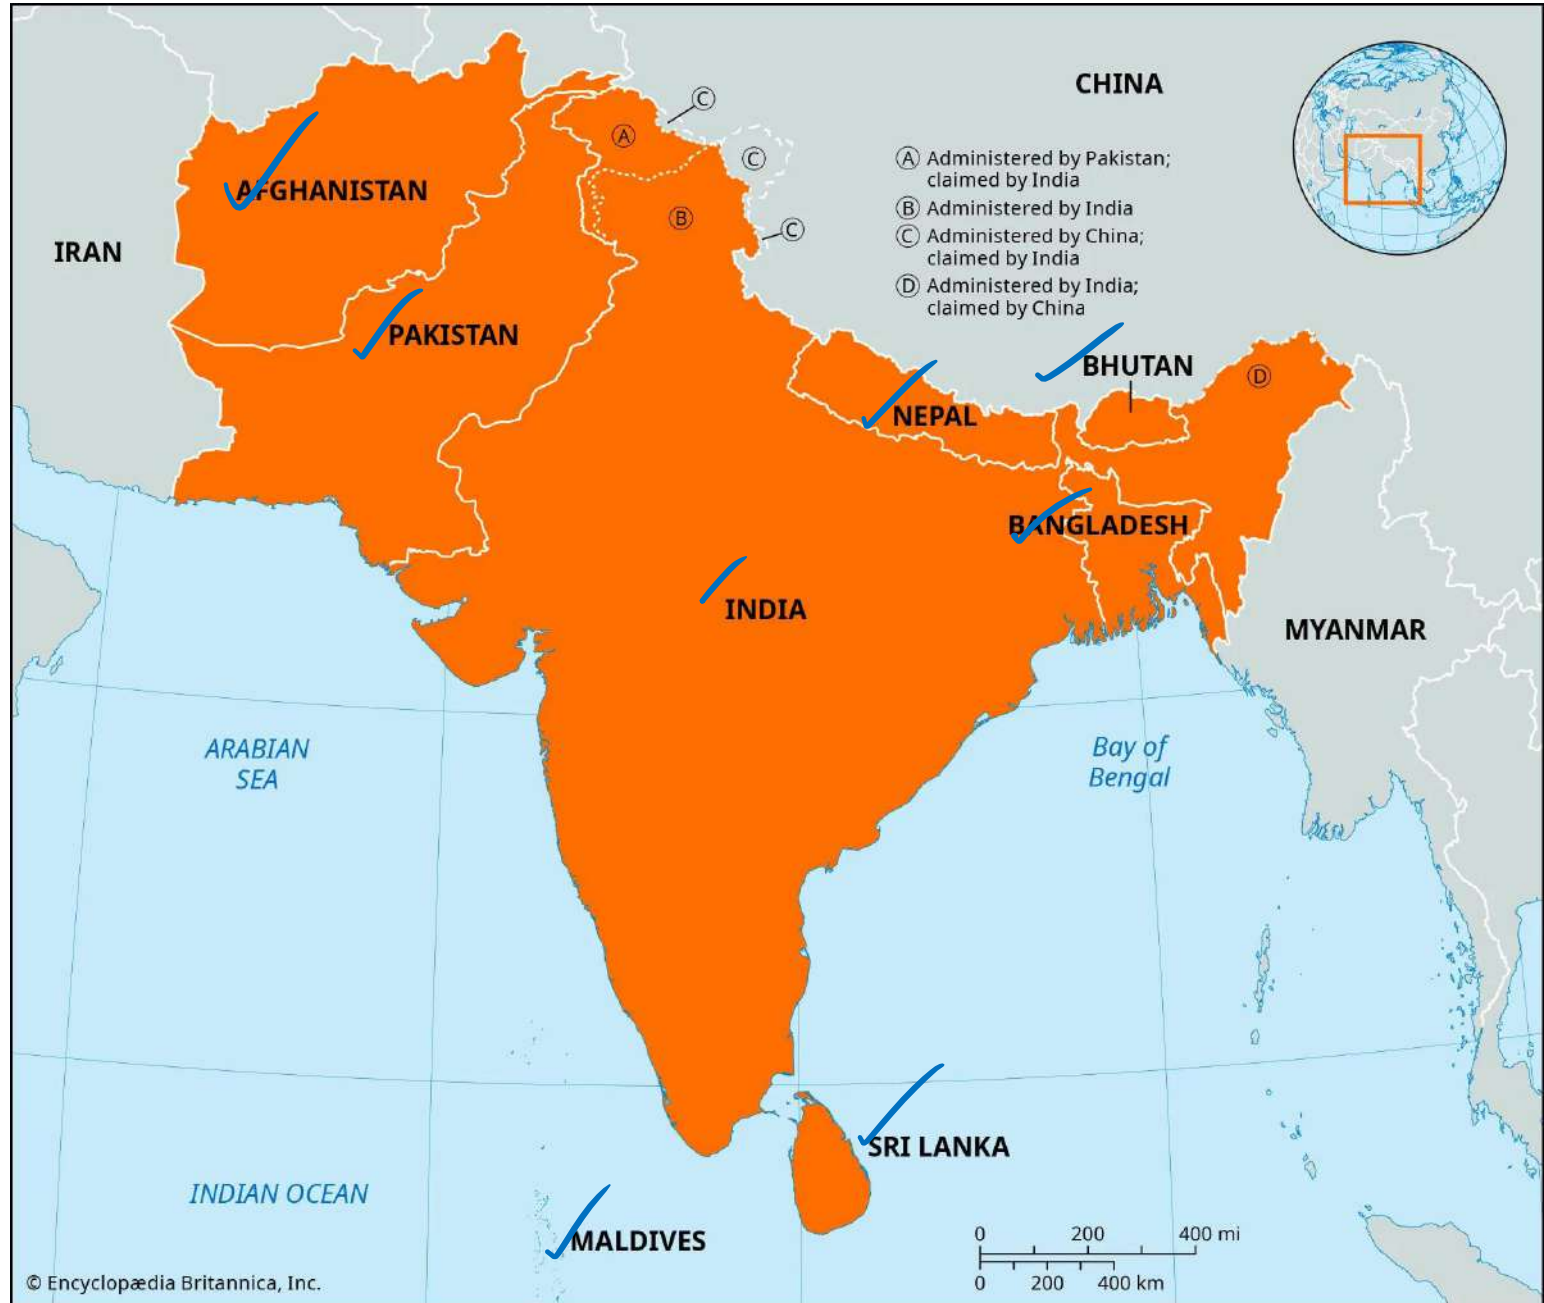 CHINA
Ⓒ
Ⓐ
Ⓒ
Ⓐ Administered by Pakistan;
claimed by India
Ⓑ Administered by India
Ⓒ Administered by China;
claimed by India
Ⓓ Administered by India;
claimed by China
AFGHANISTAN
Ⓑ
Ⓒ
IRAN
PAKISTAN
BHUTAN
Ⓓ
NEPAL
BANGLADESH
INDIA
MYANMAR
ARABIAN
SEA
Bay of
Bengal
SRI LANKA
INDIAN OCEAN
MALDIVES
0 200 400 mi
0 200 400 km
© Encyclopædia Britannica, Inc.